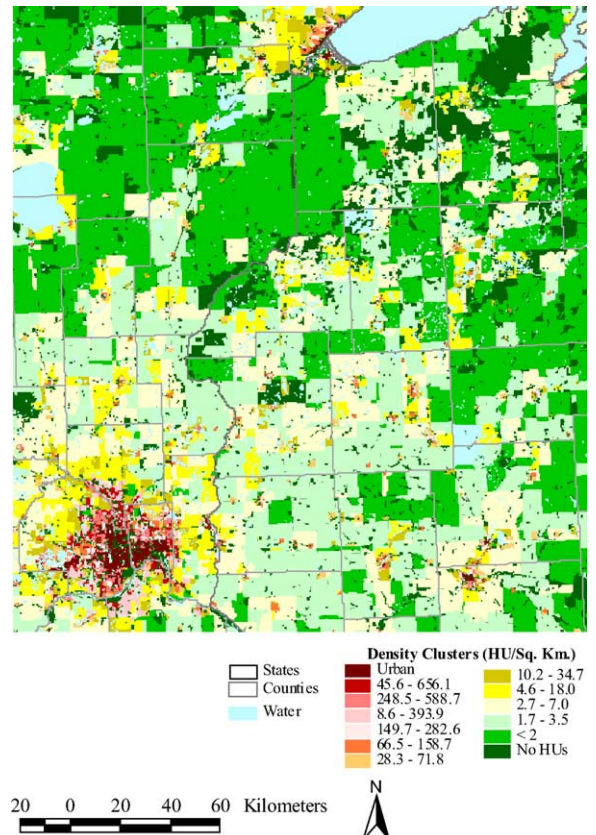 Density Clusters (HU/Sq. Km.)
States
Counties
Water
Urban
45.6 - 656.1
248.5 - 588.7
8.6 - 393.9
149.7 - 282.6
66.5 - 158.7
28.3 - 71.8
10.2 - 34.7
4.6 - 18.0
2.7 - 7.0
1.7 - 3.5
< 2
No HUs
N
20 0 20 40 60 Kilometers